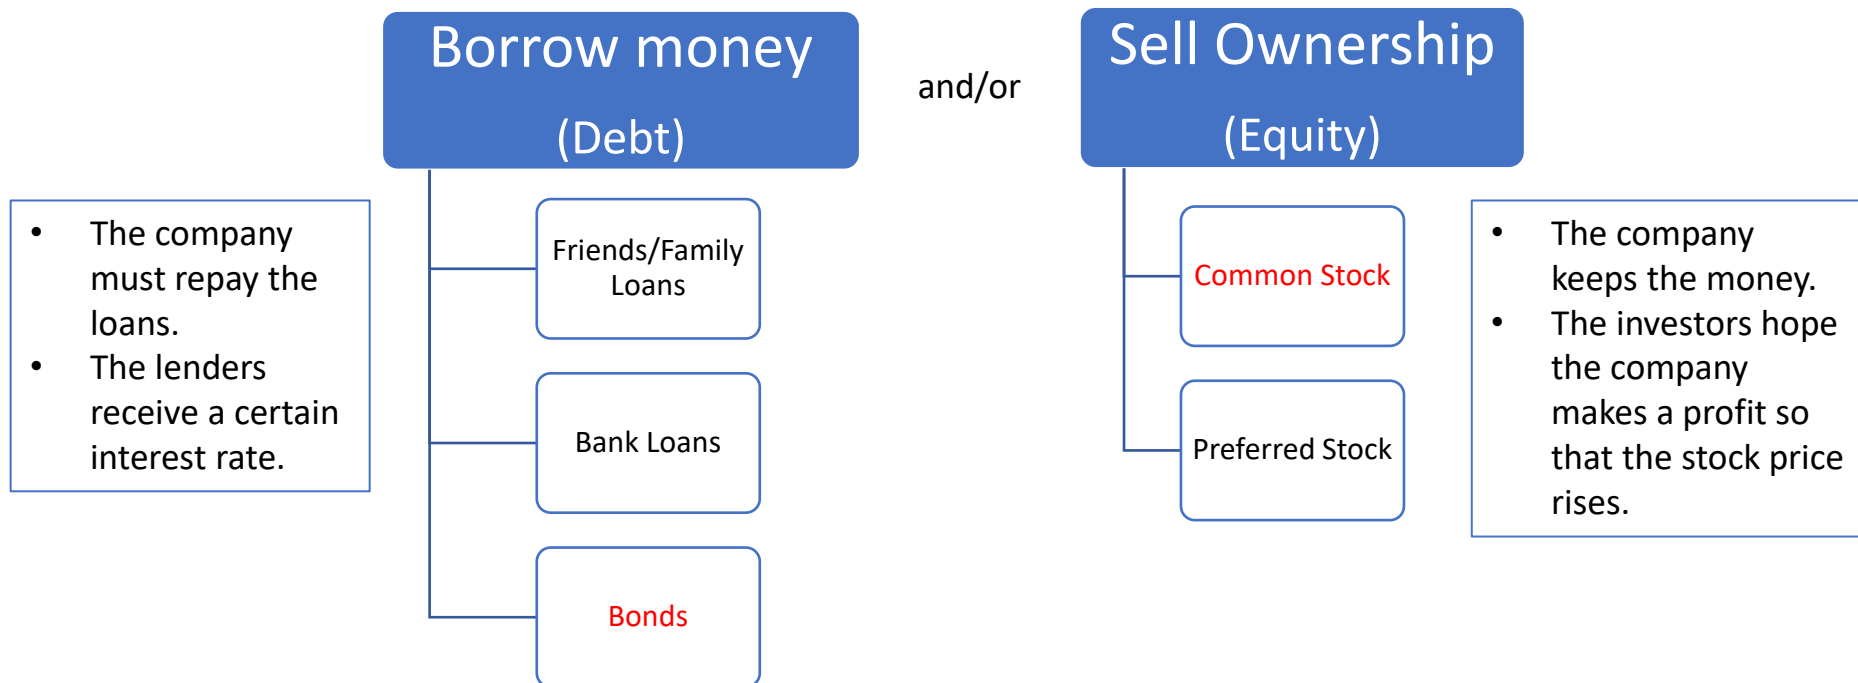 Borrow money
(Debt)
and/or
Sell Ownership
(Equity)
• The company
must repay the
loans.
• The lenders
receive a certain
interest rate.
Friends/Family
Loans
Bank Loans
Bonds
Common Stock
Preferred Stock
• The company
keeps the money.
• The investors hope
the company
makes a profit so
that the stock price
rises.